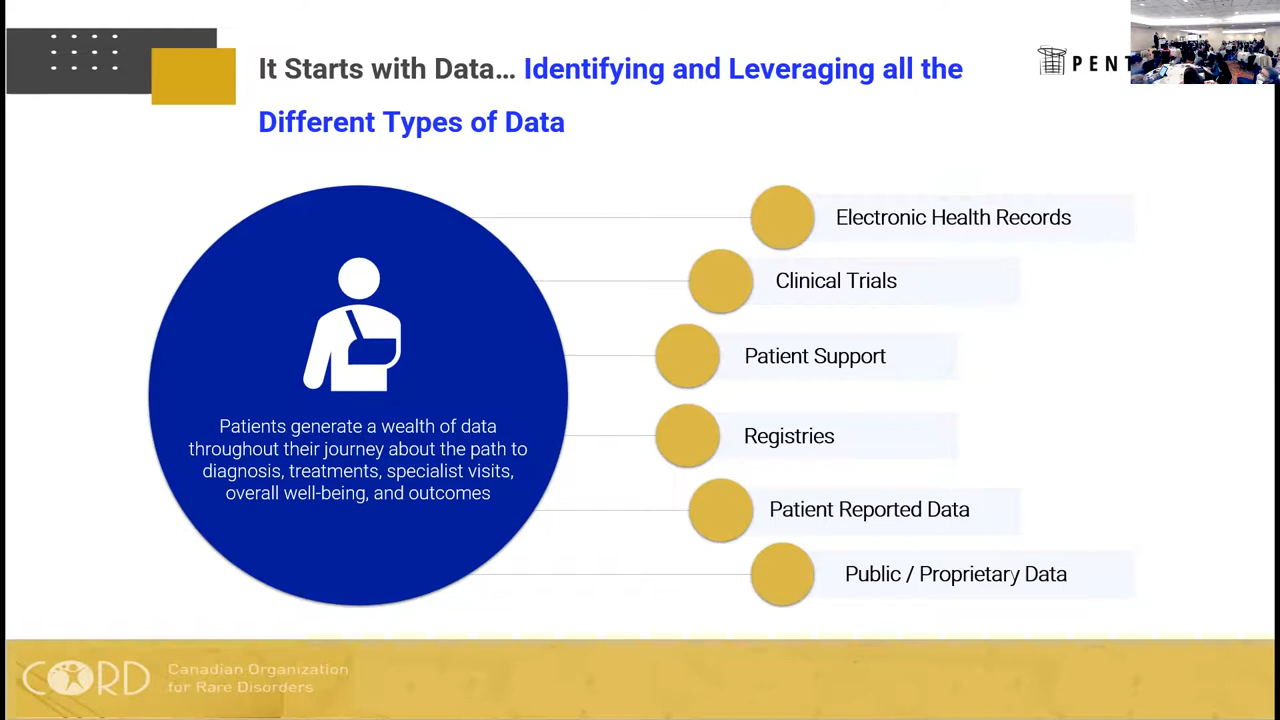 It Starts with Data... Identifying and Leveraging all the
Different Types of Data
PENT
Patients generate a wealth of data
throughout their journey about the path to
diagnosis, treatments, specialist visits,
overall well-being, and outcomes
Electronic Health Records
Clinical Trials
Patient Support
Registries
Patient Reported Data
Public / Proprietary Data
CORD
Canadian Organization
for Rare Disorders